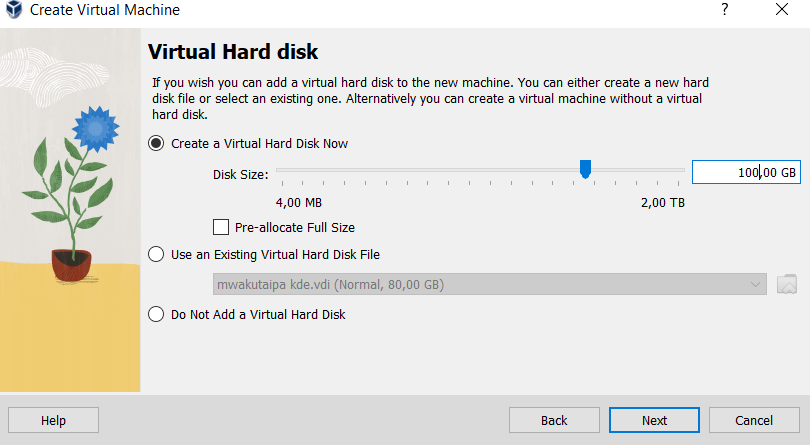 Create Virtual Machine
Virtual Hard disk
If you wish you can add a virtual hard disk to the new machine. You can either create a new hard
disk file or select an existing one. Alternatively you can create a virtual machine without a virtual
hard disk.
Create a Virtual Hard Disk Now
Disk Size:
100,00 GB
4,00 MB
2,00 TB
Pre-allocate Full Size
Use an Existing Virtual Hard Disk File
mwakutaipa kde.vdi (Normal, 80,00 GB)
Do Not Add a Virtual Hard Disk
Help
Back
Next
Cancel